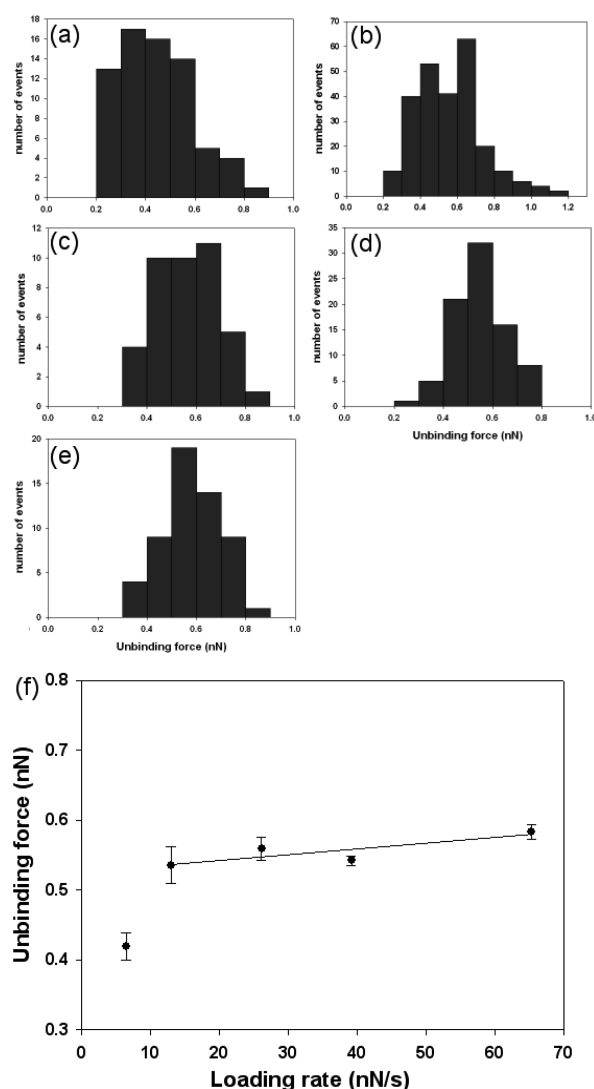 (a)
number of events
18
16
14
12
10
8
6
4
2
0
0.0 0.2 0.4 0.6 0.8 1.0
(b)
number of events
70
60
50
40
30
20
10
0
0.0 0.2 0.4 0.6 0.8 1.0 1.2
(c)
number of events
12
10
8
6
4
2
0
0.0 0.2 0.4 0.6 0.8 1.0
(d)
number of events
35
30
25
20
15
10
5
0
0.0 0.2 0.4 0.6 0.8 1.0
Unbinding force (nN)
(e)
number of events
20
15
10
5
0
0.2 0.4 0.6 0.8 1.0
Unbinding force (nN)
(f)
Unbinding force (nN)
0.8
0.7
0.6
0.5
0.4
0.3
0 10 20 30 40 50 60 70
Loading rate (nN/s)